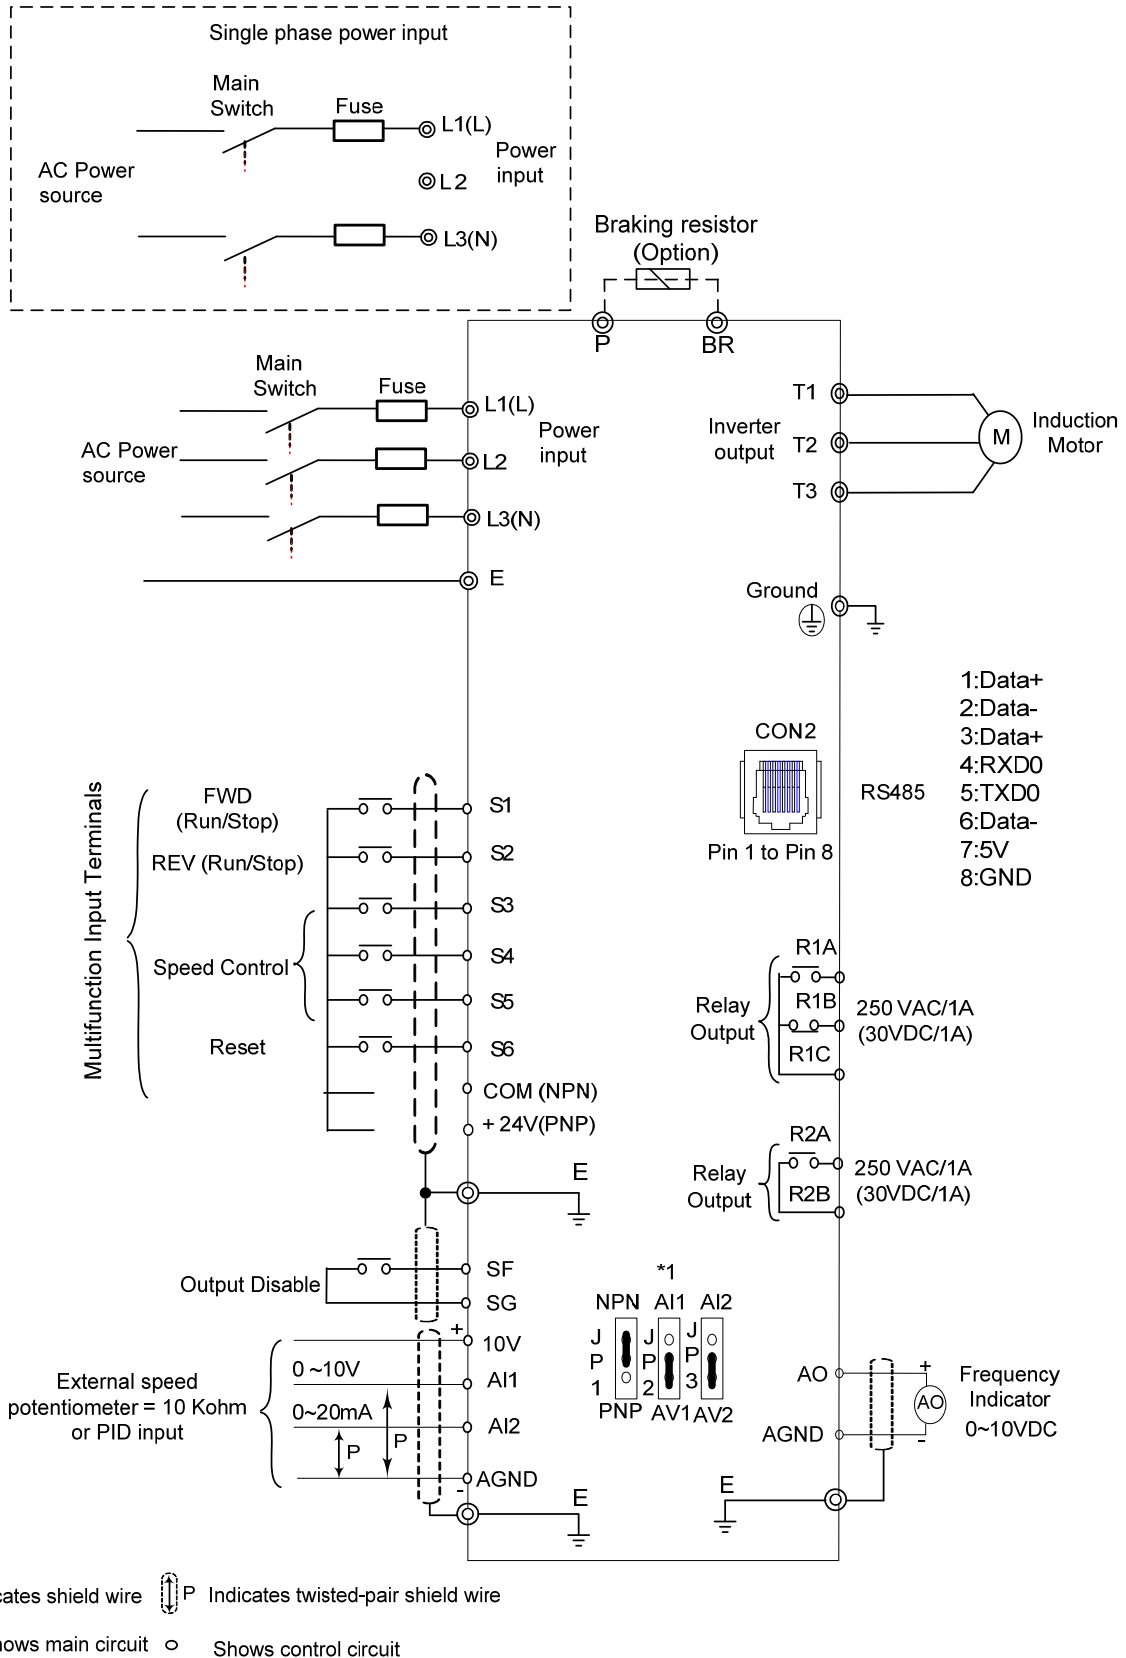 Single phase power input
Main
Switch
Fuse
L1(L)
Power
input
AC Power
source
L2
L3(N)
Braking resistor
(Option)
P
BR
Main
Switch
Fuse
L1(L)
Power
input
AC Power
source
L2
L3(N)
E
T1
Inverter
output
T2
T3
M
Induction
Motor
Ground
CON2
RS485
Pin 1 to Pin 8
1:Data+
2:Data-
3:Data+
4:RXD0
5:TXD0
6:Data-
7:5V
8:GND
Multifunction Input Terminals
FWD
(Run/Stop)
REV (Run/Stop)
Speed Control
Reset
S1
S2
S3
S4
S5
S6
COM (NPN)
+ 24V(PNP)
E
Relay
Output
R1A
R1B
R1C
250 VAC/1A
(30VDC/1A)
Relay
Output
R2A
R2B
250 VAC/1A
(30VDC/1A)
Output Disable
SF
SG
*1
NPN AI1 AI2
JP1 JP2 JP3
PNP AV1 AV2
External speed
potentiometer = 10 Kohm
or PID input
+
10V
0 ~10V
AI1
0~20mA
AI2
P
P
AGND
-
E
AO
+
AO
AGND
-
Frequency
Indicator
0~10VDC
E
cates shield wire
P Indicates twisted-pair shield wire
hows main circuit
Shows control circuit